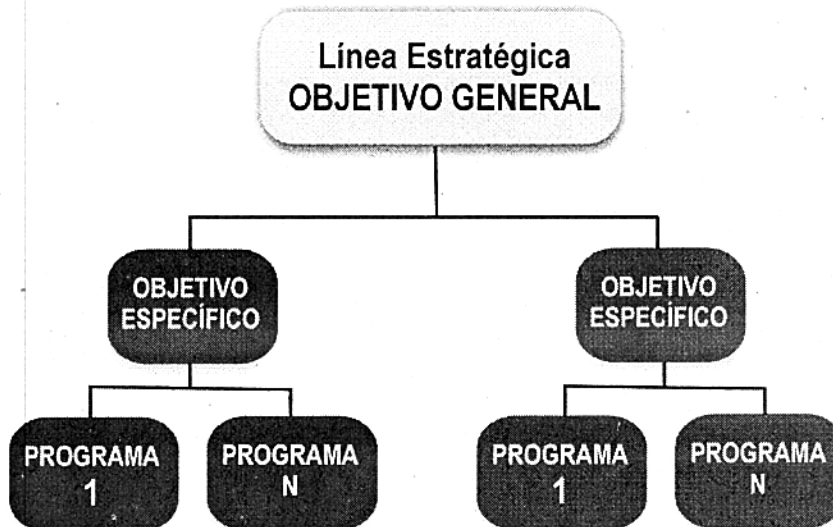 Línea Estratégica
OBJETIVO GENERAL
OBJETIVO
ESPECÍFICO
OBJETIVO
ESPECÍFICO
PROGRAMA
1
PROGRAMA
N
PROGRAMA
1
PROGRAMA
N